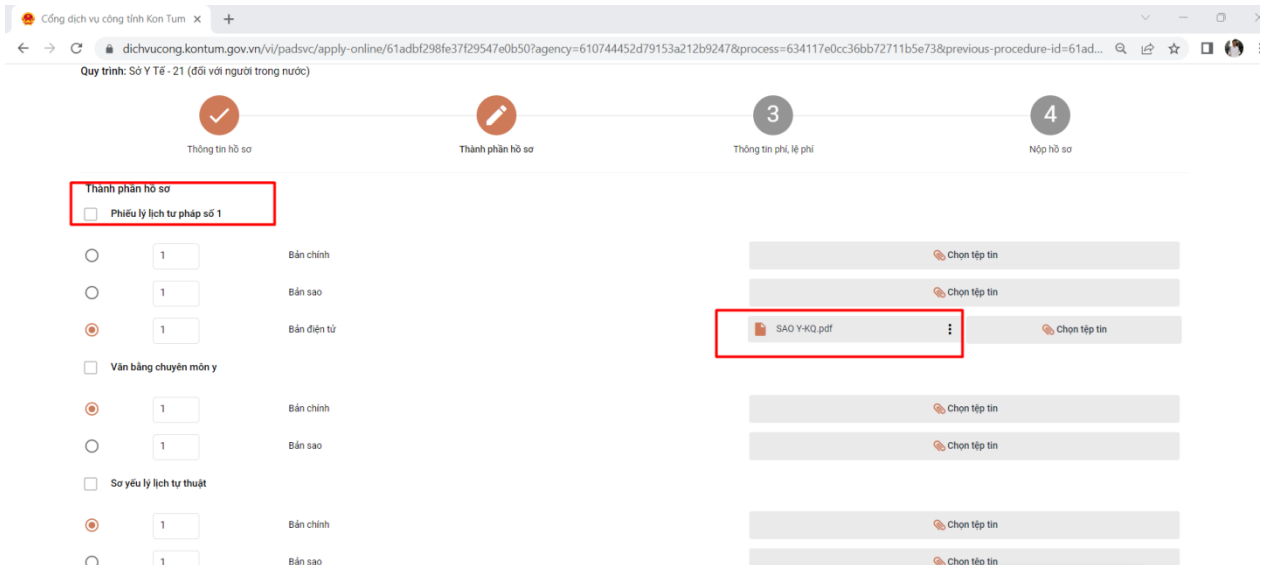 Cổng dịch vụ công tỉnh Kon Tum
dichvucong.kontum.gov.vn/vi/padsvc/apply-online/61adbf298fe37f29547e0b50?agency=610744452d79153a212b9247&process=634117e0cc36bb72711b5e73&previous-procedure-id=61ad...
Quy trình: Sở Y Tế - 21 (đối với người trong nước)
3 4
Thông tin hồ sơ Thành phần hồ sơ Thông tin phí, lệ phí Nộp hồ sơ
Thành phần hồ sơ
Phiếu lý lịch tư pháp số 1
1 Bản chính Chọn tệp tin
1 Bản sao Chọn tệp tin
1 Bản điện tử SAO Y-KQ.pdf Chọn tệp tin
Văn bằng chuyên môn y
1 Bản chính Chọn tệp tin
1 Bản sao Chọn tệp tin
Sơ yếu lý lịch tự thuật
1 Bản chính Chọn tệp tin
1 Bản sao Chọn tệp tin